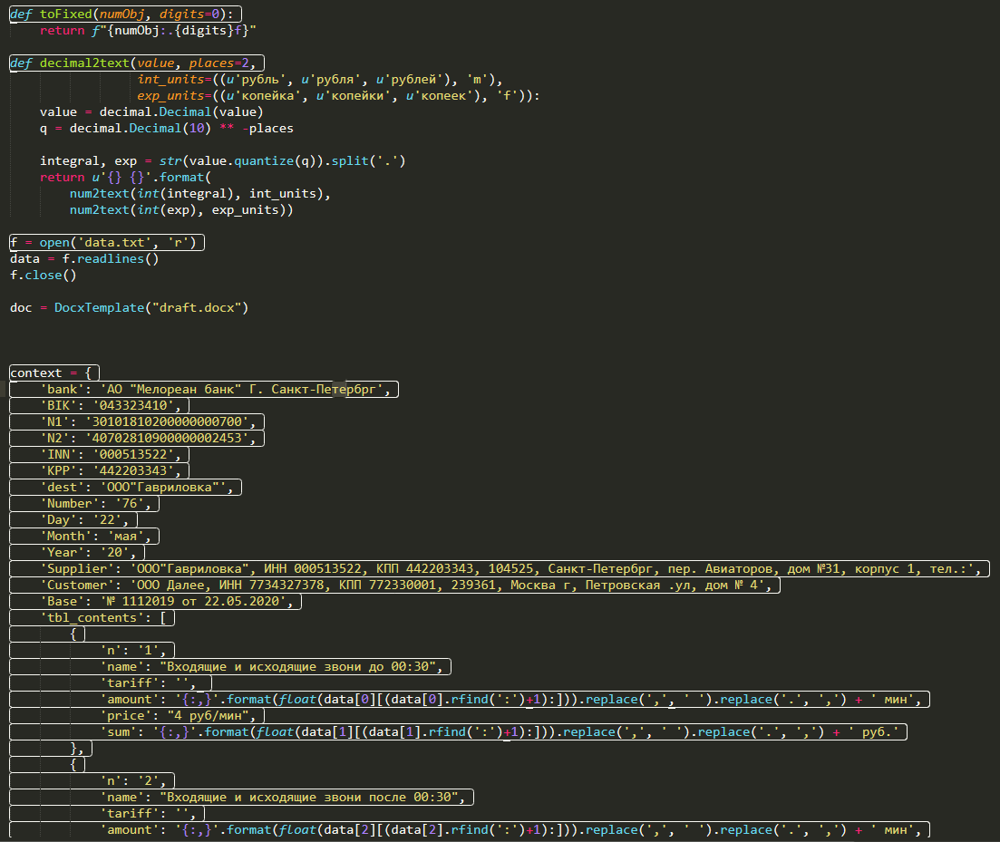 def toFixed(numObj, digits=0):
    return f"{numObj:.{digits}f}"
def decimal2text(value, places=2,
                 int_units=((u'рубль', u'рубля', u'рублей'), 'm'),
                 exp_units=((u'копейка', u'копейки', u'копеек'), 'f')):
    value = decimal.Decimal(value)
    q = decimal.Decimal(10) ** -places
    integral, exp = str(value.quantize(q)).split('.')
    return u'{} {}'.format(
        num2text(int(integral), int_units),
        num2text(int(exp), exp_units))
f = open('data.txt', 'r')
data = f.readlines()
f.close()
doc = DocxTemplate("draft.docx")
context = {
    'bank': 'АО "Мелореан банк" Г. Санкт-Петербрг',
    'BIK': '043323410',
    'N1': '30101810200000000700',
    'N2': '40702810900000002453',
    'INN': '000513522',
    'KPP': '442203343',
    'dest': 'ООО"Гавриловка"',
    'Number': '76',
    'Day': '22',
    'Month': 'мая',
    'Year': '20',
    'Supplier': 'ООО"Гавриловка", ИНН 000513522, КПП 442203343, 104525, Санкт-Петербрг, пер. Авиаторов, дом №31, корпус 1, тел.:',
    'Customer': 'ООО Далее, ИНН 7734327378, КПП 772330001, 239361, Москва г, Петровская .ул, дом № 4',
    'Base': '№ 1112019 от 22.05.2020',
    'tbl_contents': [
        {
            'n': '1',
            'name': "Входящие и исходящие звони до 00:30",
            'tariff': '',
            'amount': '{:,}'.format(float(data[0][(data[0].rfind(':')+1):])).replace(',', ' ').replace('.', ',') + ' мин',
            'price': "4 руб/мин",
            'sum': '{:,}'.format(float(data[1][(data[1].rfind(':')+1):])).replace(',', ' ').replace('.', ',') + ' руб.'
        },
        {
            'n': '2',
            'name': "Входящие и исходящие звони после 00:30",
            'tariff': '',
            'amount': '{:,}'.format(float(data[2][(data[2].rfind(':')+1):])).replace(',', ' ').replace('.', ',') + ' мин',